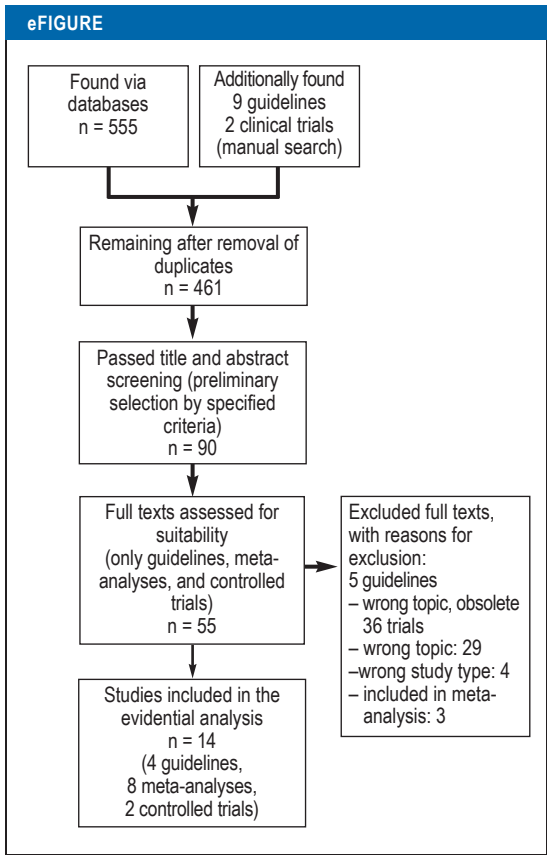 eFIGURE
Found via
databases
n = 555
Additionally found
9 guidelines
2 clinical trials
(manual search)
Remaining after removal of
duplicates
n = 461
Passed title and abstract
screening (preliminary
selection by specified
criteria)
n = 90
Full texts assessed for
suitability
(only guidelines, meta-
analyses, and controlled
trials)
n = 55
Excluded full texts,
with reasons for
exclusion:
5 guidelines
– wrong topic, obsolete
36 trials
– wrong topic: 29
–wrong study type: 4
– included in meta-
analysis: 3
Studies included in the
evidential analysis
n = 14
(4 guidelines,
8 meta-analyses,
2 controlled trials)